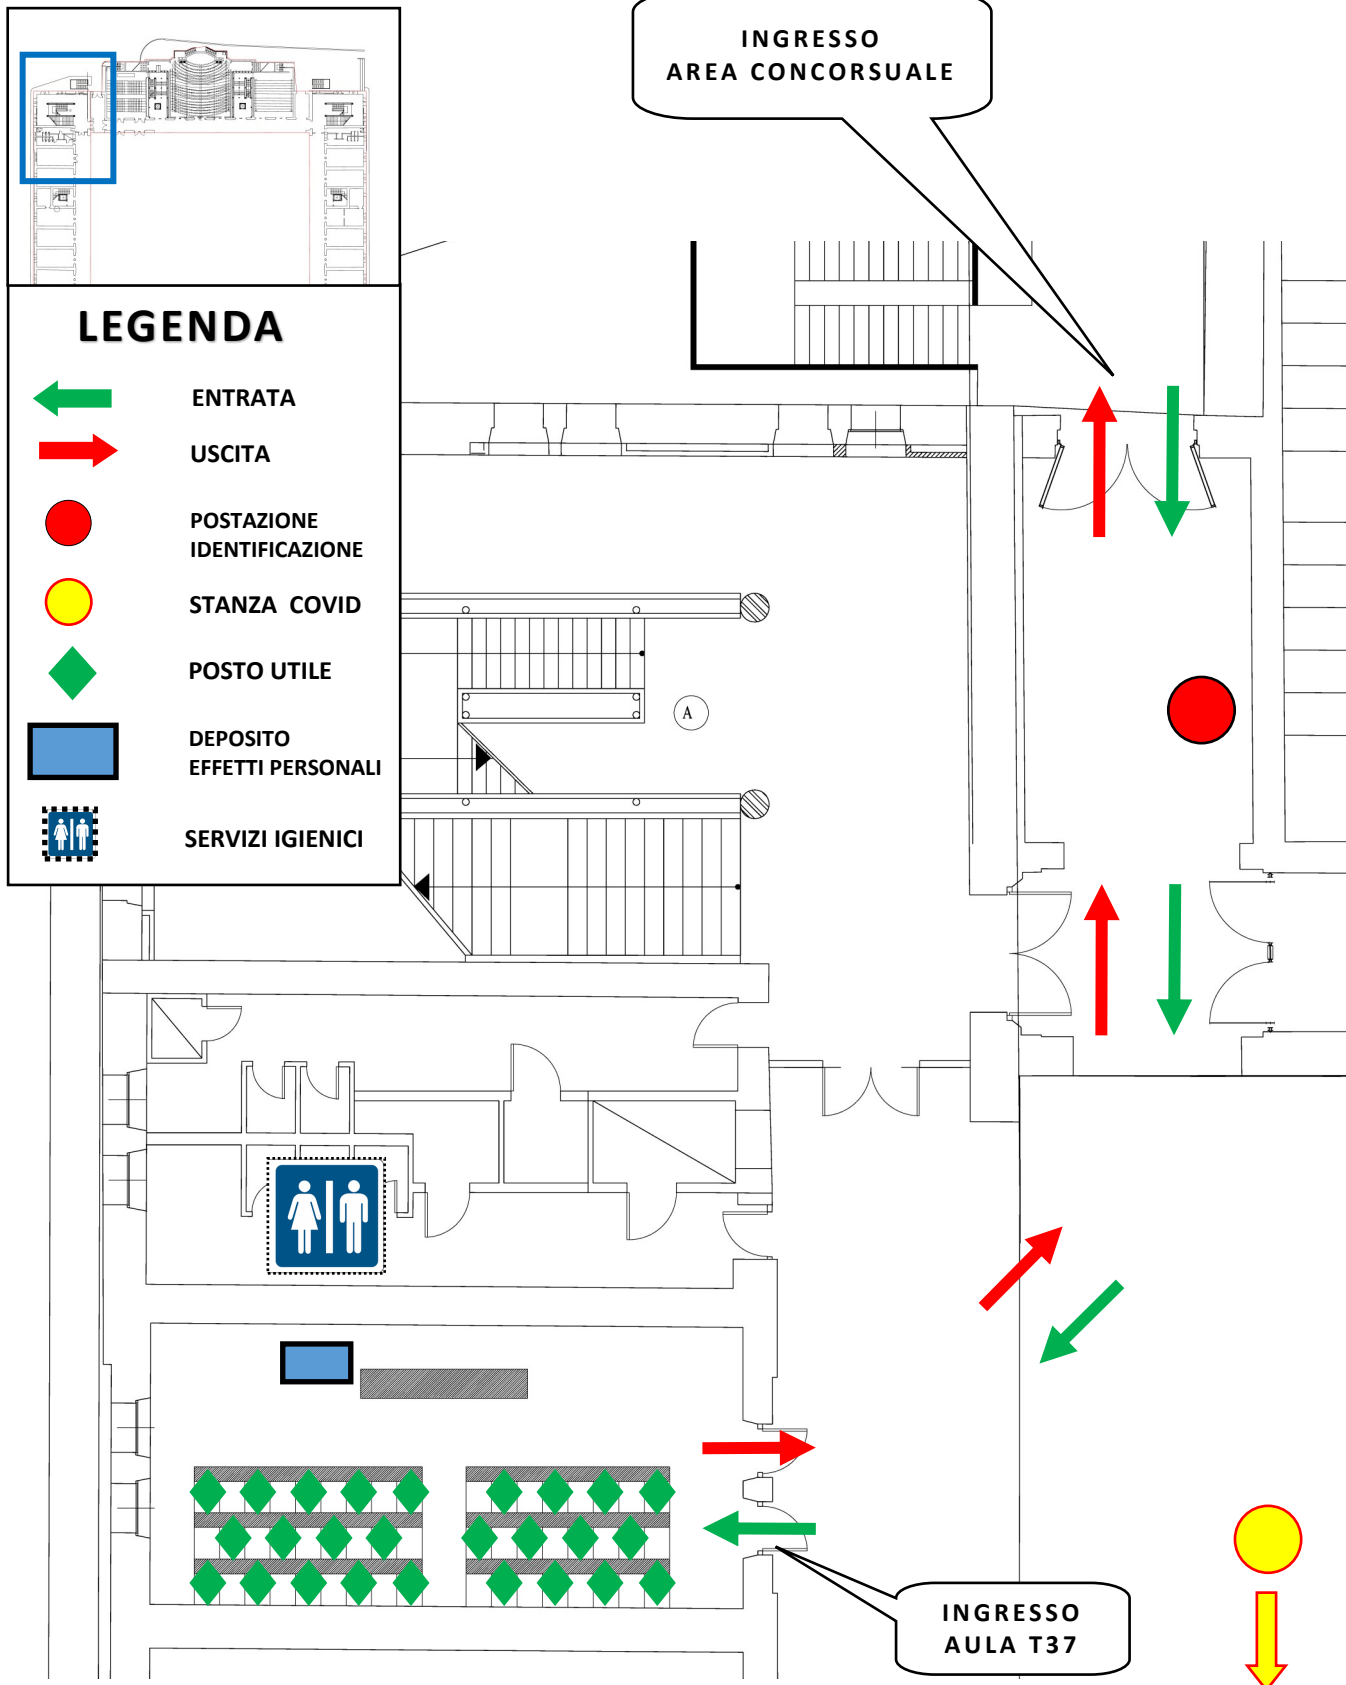 INGRESSO
AREA CONCORSUALE
LEGENDA
ENTRATA
USCITA
POSTAZIONE
IDENTIFICAZIONE
STANZA COVID
POSTO UTILE
DEPOSITO
EFFETTI PERSONALI
SERVIZI IGIENICI
A
INGRESSO
AULA T37